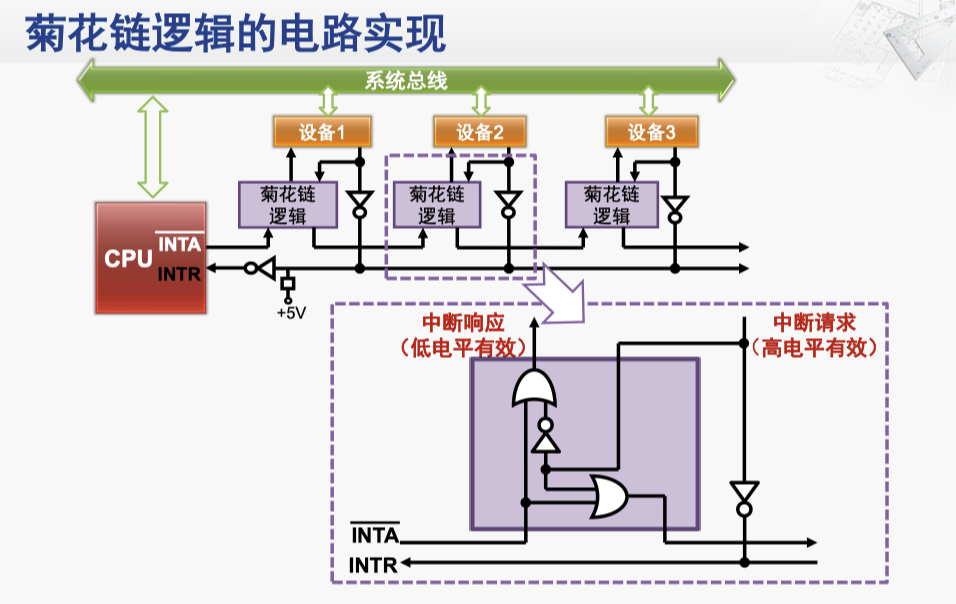 菊花链逻辑的电路实现
系统总线
设备1
设备2
设备3
菊花链
逻辑
菊花链
逻辑
菊花链
逻辑
CPU
INTA
INTR
+5V
中断响应
（低电平有效）
中断请求
（高电平有效）
INTA
INTR